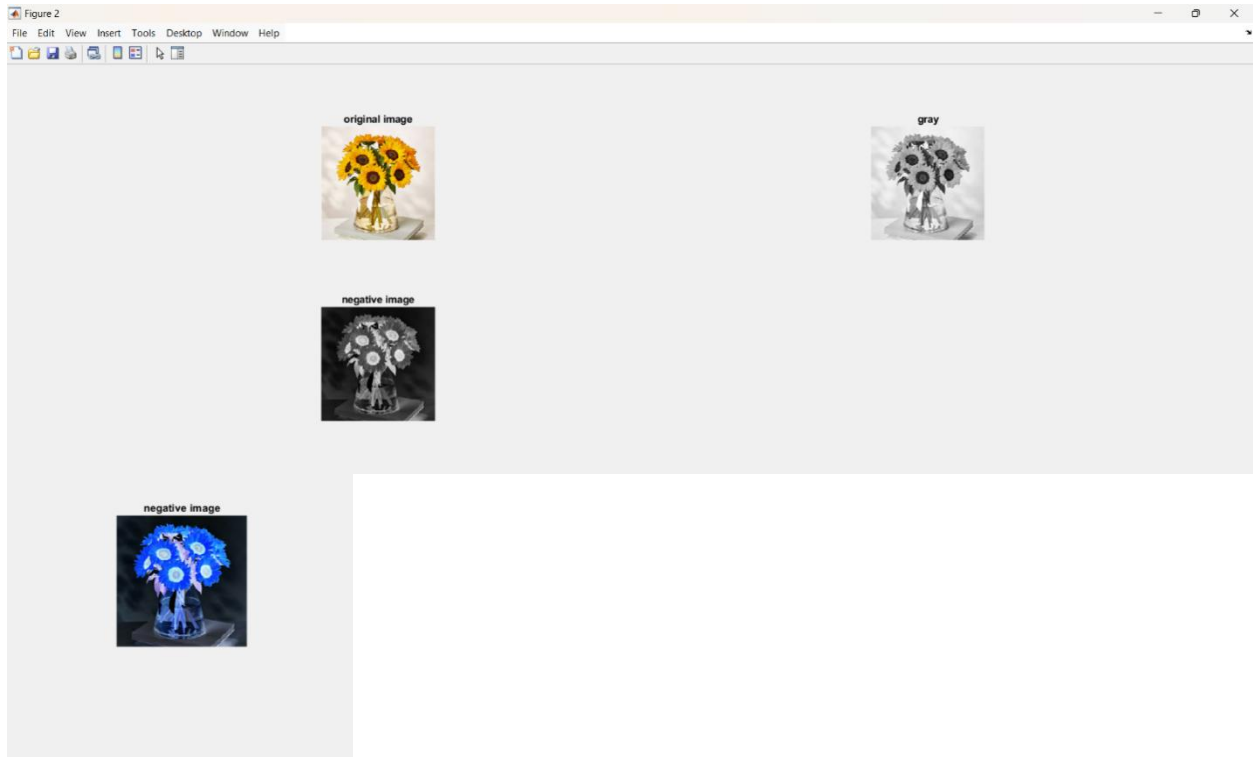 Figure 2
File Edit View Insert Tools Desktop Window Help
original image
gray
negative image
negative image